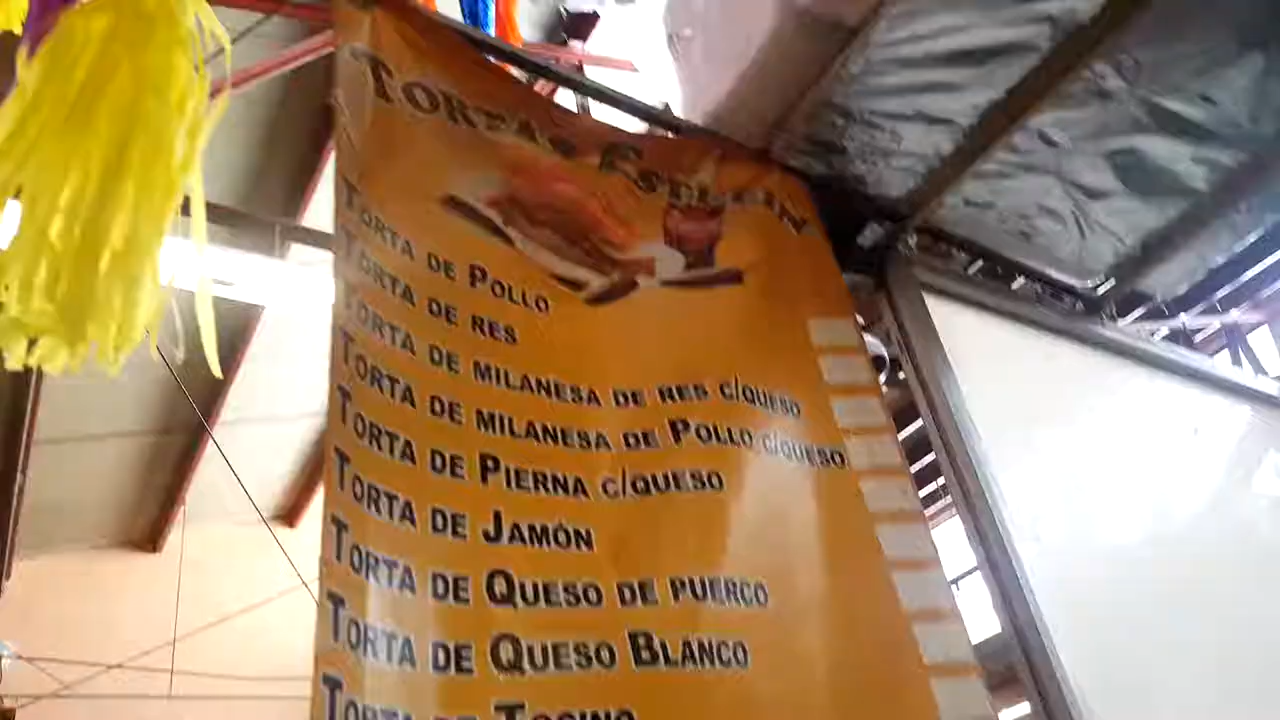 TORTAS
TORTA DE POLLO
TORTA DE RES
TORTA DE MILANESA DE RES C/QUESO
TORTA DE MILANESA DE POLLO C/QUESO
TORTA DE PIERNA C/QUESO
TORTA DE JAMÓN
TORTA DE QUESO DE PUERCO
TORTA DE QUESO BLANCO
TORTA DE TOCINO